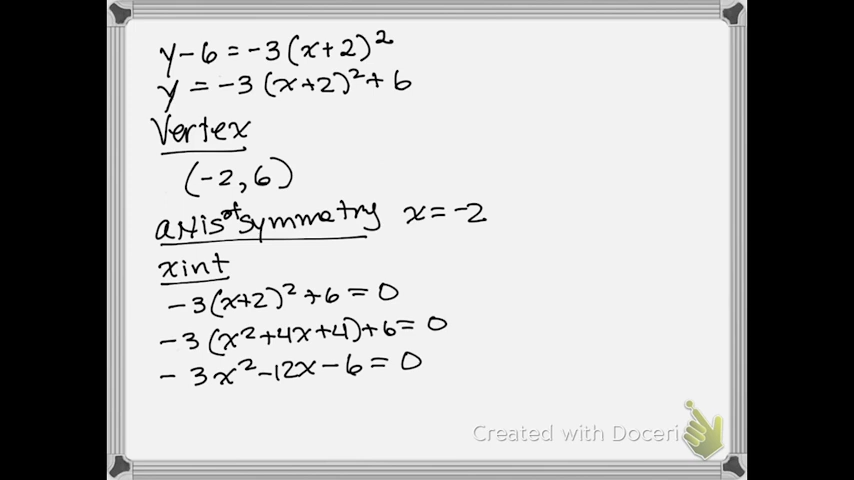 y-6=-3(x+2)²
y=-3(x+2)²+6
Vertex
(-2,6)
axis of symmetry x=-2
xint
-3(x+2)²+6=0
-3(x²+4x+4)+6=0
-3x²-12x-6=0
Created with Doceri